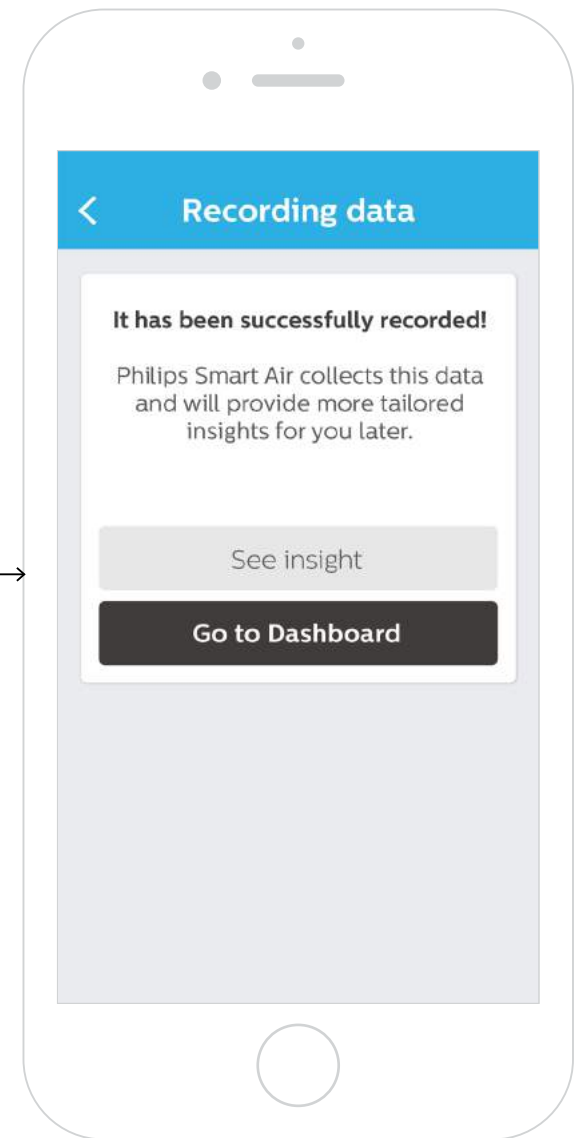 Recording data
It has been successfully recorded!
Philips Smart Air collects this data
and will provide more tailored
insights for you later.
See insight
Go to Dashboard